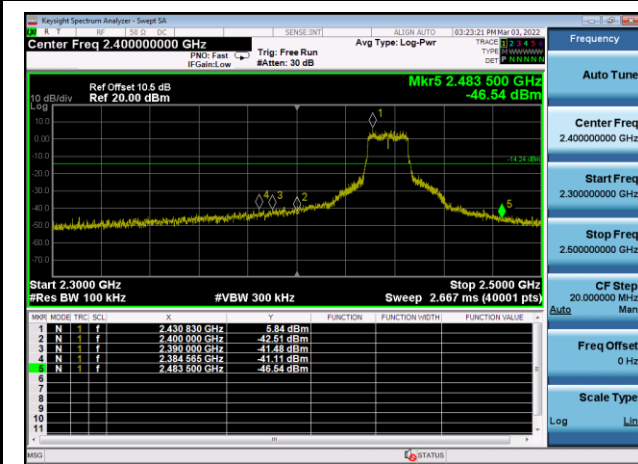 Keysight Spectrum Analyzer - Swept SA
R T RF 50 Ω DC SENSE:INT ALIGN AUTO 03:23:21 PM Mar 03, 2022
Center Freq 2.400000000 GHz
PNO: Fast
IFGain:Low
Trig: Free Run
#Atten: 30 dB
Avg Type: Log-Pwr
TRACE 1 2 3 4 5 6
TYPE M W W W W W
DET P N N N N N
Frequency
Auto Tune
Center Freq
2.400000000 GHz
Start Freq
2.300000000 GHz
Stop Freq
2.500000000 GHz
CF Step
20.000000 MHz
Auto Man
Freq Offset
0 Hz
Scale Type
Log Lin
Ref Offset 10.5 dB
10 dB/div Ref 20.00 dBm
Log
Mkr5 2.483 500 GHz
-46.54 dBm
10.0
0.00
-10.0
-20.0
-30.0
-40.0
-50.0
-60.0
-70.0
1
-14.24 dBm
4 3 2
5
Start 2.3000 GHz Stop 2.5000 GHz
#Res BW 100 kHz #VBW 300 kHz Sweep 2.667 ms (40001 pts)
MKR MODE TRC SCL X Y FUNCTION FUNCTION WIDTH FUNCTION VALUE
1 N 1 f 2.430 830 GHz 5.84 dBm
2 N 1 f 2.400 000 GHz -42.51 dBm
3 N 1 f 2.390 000 GHz -41.48 dBm
4 N 1 f 2.384 565 GHz -41.11 dBm
5 N 1 f 2.483 500 GHz -46.54 dBm
6
7
8
9
10
11
MSG STATUS